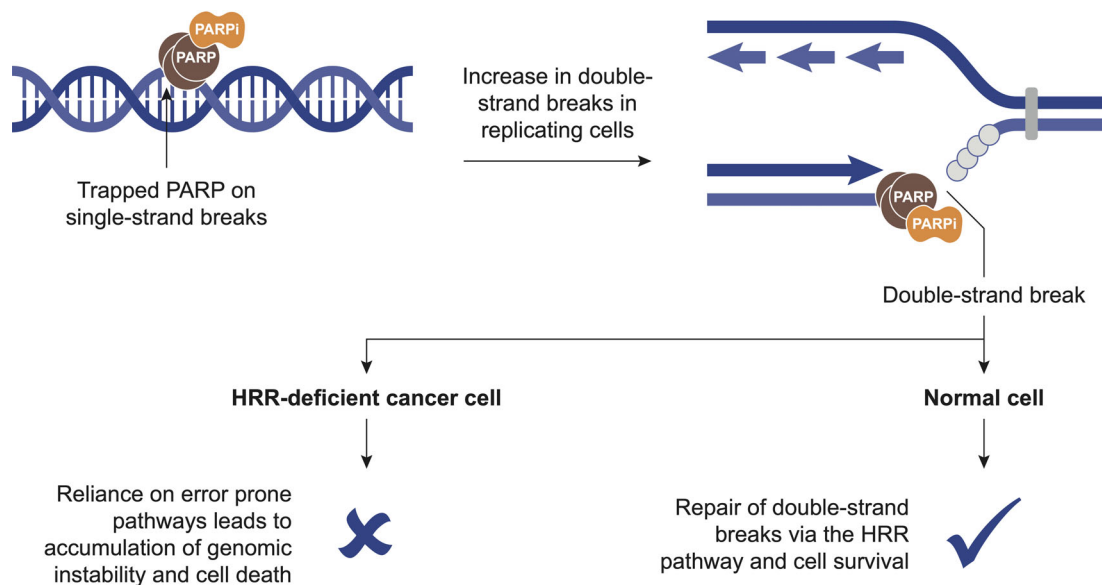 PARPi
PARP
Trapped PARP on
single-strand breaks
Increase in double-
strand breaks in
replicating cells
PARP
PARPi
Double-strand break
HRR-deficient cancer cell
Normal cell
Reliance on error prone
pathways leads to
accumulation of genomic
instability and cell death
Repair of double-strand
breaks via the HRR
pathway and cell survival